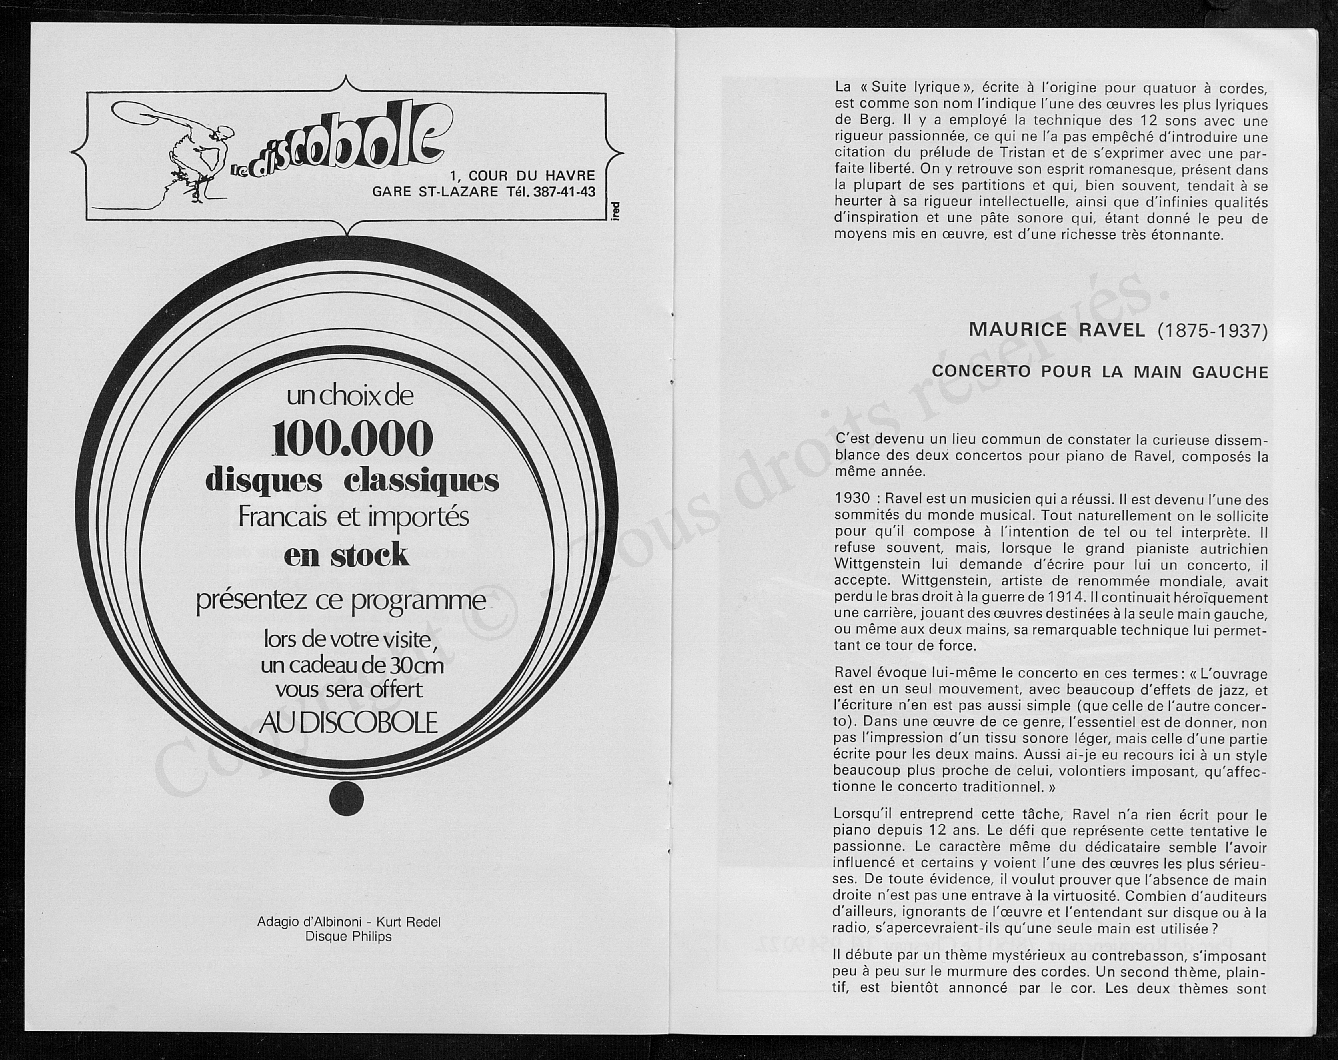 Le discobole
1, COUR DU HAVRE
GARE ST-LAZARE Tél. 387-41-43
ired
un choix de
100.000
disques classiques
Francais et importés
en stock
présentez ce programme
lors de votre visite,
un cadeau de 30cm
vous sera offert
AU DISCOBOLE
Adagio d'Albinoni - Kurt Redel
Disque Philips
La « Suite lyrique », écrite à l'origine pour quatuor à cordes,
est comme son nom l'indique l'une des œuvres les plus lyriques
de Berg. Il y a employé la technique des 12 sons avec une
rigueur passionnée, ce qui ne l'a pas empêché d'introduire une
citation du prélude de Tristan et de s'exprimer avec une par-
faite liberté. On y retrouve son esprit romanesque, présent dans
la plupart de ses partitions et qui, bien souvent, tendait à se
heurter à sa rigueur intellectuelle, ainsi que d'infinies qualités
d'inspiration et une pâte sonore qui, étant donné le peu de
moyens mis en œuvre, est d'une richesse très étonnante.
MAURICE RAVEL (1875-1937)
CONCERTO POUR LA MAIN GAUCHE
C'est devenu un lieu commun de constater la curieuse dissem-
blance des deux concertos pour piano de Ravel, composés la
même année.
1930 : Ravel est un musicien qui a réussi. Il est devenu l'une des
sommités du monde musical. Tout naturellement on le sollicite
pour qu'il compose à l'intention de tel ou tel interprète. Il
refuse souvent, mais, lorsque le grand pianiste autrichien
Wittgenstein lui demande d'écrire pour lui un concerto, il
accepte. Wittgenstein, artiste de renommée mondiale, avait
perdu le bras droit à la guerre de 1914. Il continuait héroïquement
une carrière, jouant des œuvres destinées à la seule main gauche,
ou même aux deux mains, sa remarquable technique lui permet-
tant ce tour de force.
Ravel évoque lui-même le concerto en ces termes : « L'ouvrage
est en un seul mouvement, avec beaucoup d'effets de jazz, et
l'écriture n'en est pas aussi simple (que celle de l'autre concer-
to). Dans une œuvre de ce genre, l'essentiel est de donner, non
pas l'impression d'un tissu sonore léger, mais celle d'une partie
écrite pour les deux mains. Aussi ai-je eu recours ici à un style
beaucoup plus proche de celui, volontiers imposant, qu'affec-
tionne le concerto traditionnel. »
Lorsqu'il entreprend cette tâche, Ravel n'a rien écrit pour le
piano depuis 12 ans. Le défi que représente cette tentative le
passionne. Le caractère même du dédicataire semble l'avoir
influencé et certains y voient l'une des œuvres les plus sérieu-
ses. De toute évidence, il voulut prouver que l'absence de main
droite n'est pas une entrave à la virtuosité. Combien d'auditeurs
d'ailleurs, ignorants de l'œuvre et l'entendant sur disque ou à la
radio, s'apercevraient-ils qu'une seule main est utilisée ?
Il débute par un thème mystérieux au contrebasson, s'imposant
peu à peu sur le murmure des cordes. Un second thème, plain-
tif, est bientôt annoncé par le cor. Les deux thèmes sont
Copyright © Tous droits réservés.